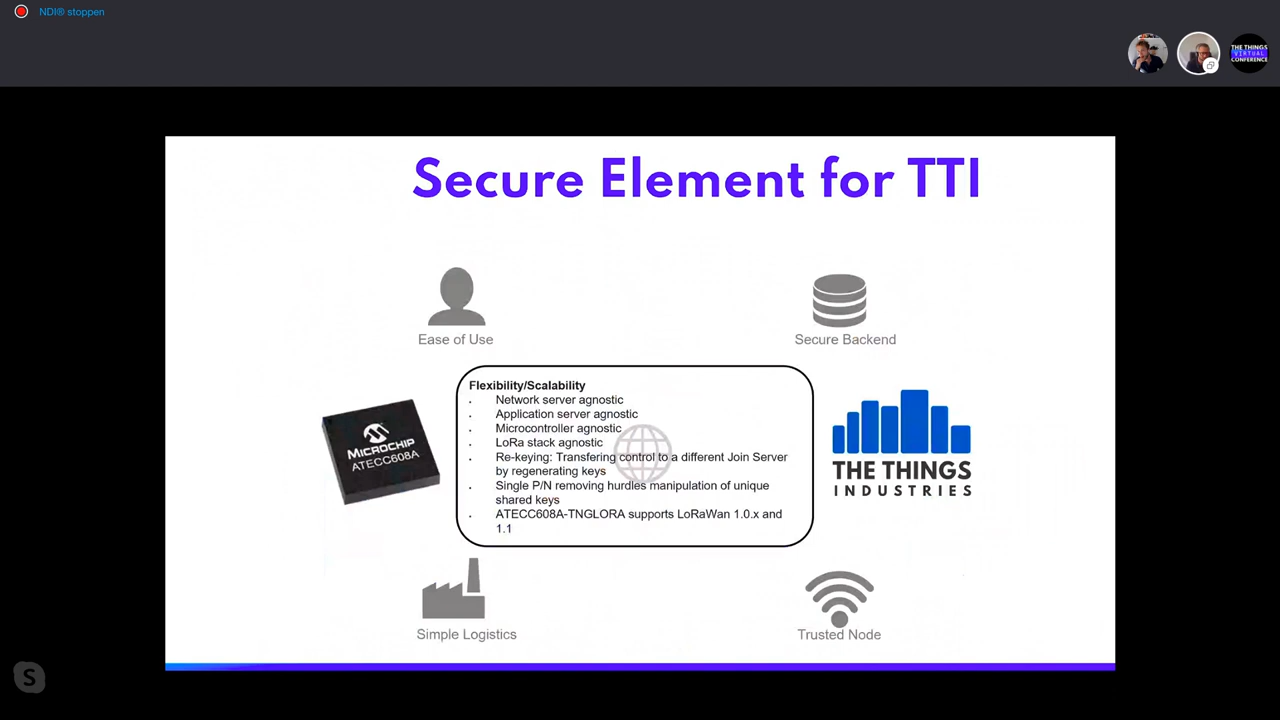 NDI® stoppen
THE THINGS
VIRTUAL
CONFERENCE
Secure Element for TTI
Ease of Use
Secure Backend
Flexibility/Scalability
Network server agnostic
Application server agnostic
Microcontroller agnostic
LoRa stack agnostic
Re-keying: Transfering control to a different Join Server
by regenerating keys
Single P/N removing hurdles manipulation of unique
shared keys
ATECC608A-TNGLORA supports LoRaWan 1.0.x and
1.1
MICROCHIP
ATECC608A
THE THINGS
INDUSTRIES
Simple Logistics
Trusted Node
S